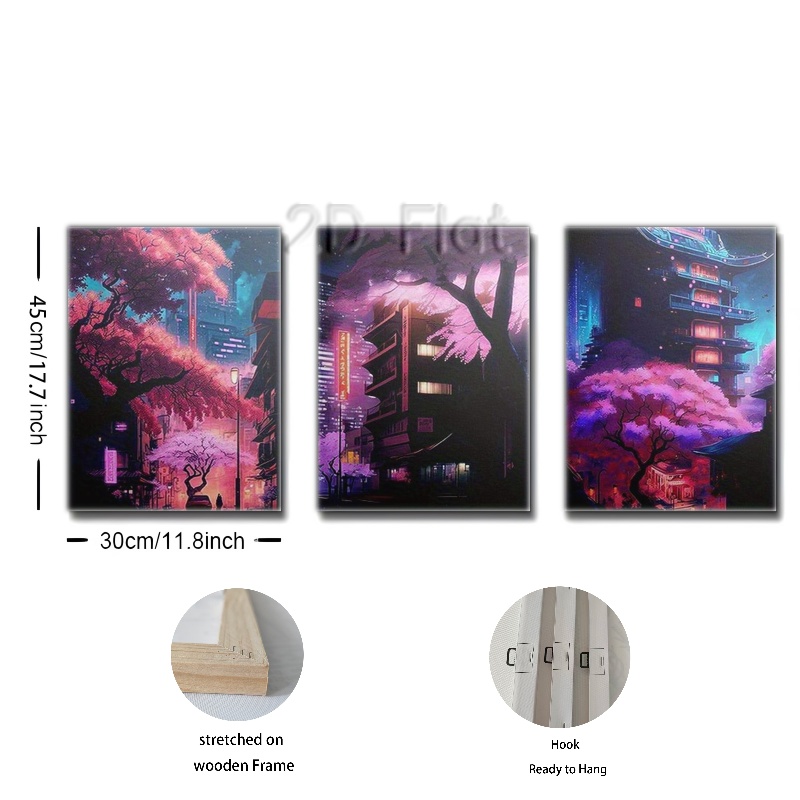 2D Flat
45cm/17.7inch
30cm/11.8inch
stretched on
wooden Frame
Hook
Ready to Hang